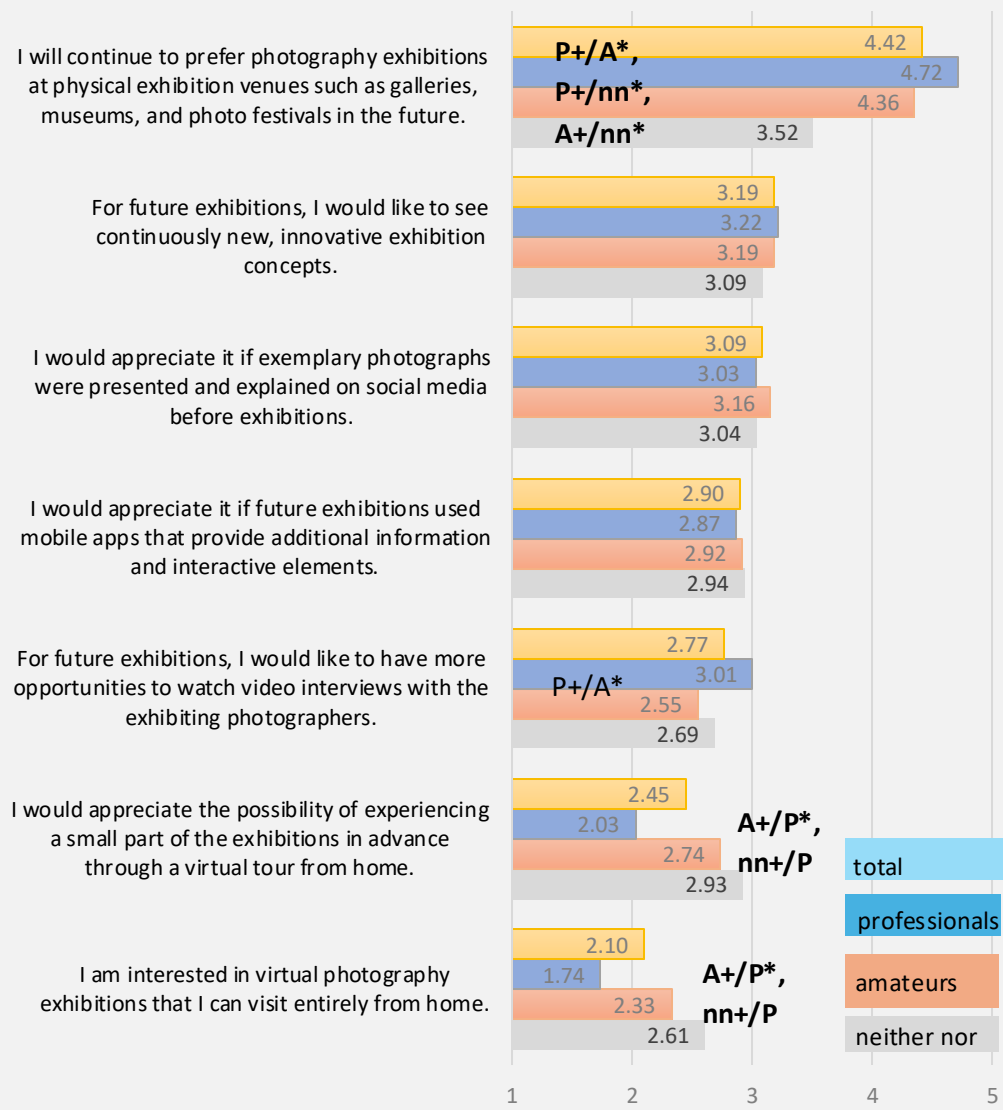 I will continue to prefer photography exhibitions
at physical exhibition venues such as galleries,
museums, and photo festivals in the future.
P+/A*,
P+/nn*,
A+/nn*
4.42
4.72
4.36
3.52
For future exhibitions, I would like to see
continuously new, innovative exhibition
concepts.
3.19
3.22
3.19
3.09
I would appreciate it if exemplary photographs
were presented and explained on social media
before exhibitions.
3.09
3.03
3.16
3.04
I would appreciate it if future exhibitions used
mobile apps that provide additional information
and interactive elements.
2.90
2.87
2.92
2.94
For future exhibitions, I would like to have more
opportunities to watch video interviews with the
exhibiting photographers.
P+/A*
2.77
3.01
2.55
2.69
I would appreciate the possibility of experiencing
a small part of the exhibitions in advance
through a virtual tour from home.
2.45
2.03
2.74
2.93
A+/P*,
nn+/P
I am interested in virtual photography
exhibitions that I can visit entirely from home.
2.10
1.74
2.33
2.61
A+/P*,
nn+/P
total
professionals
amateurs
neither nor
1 2 3 4 5